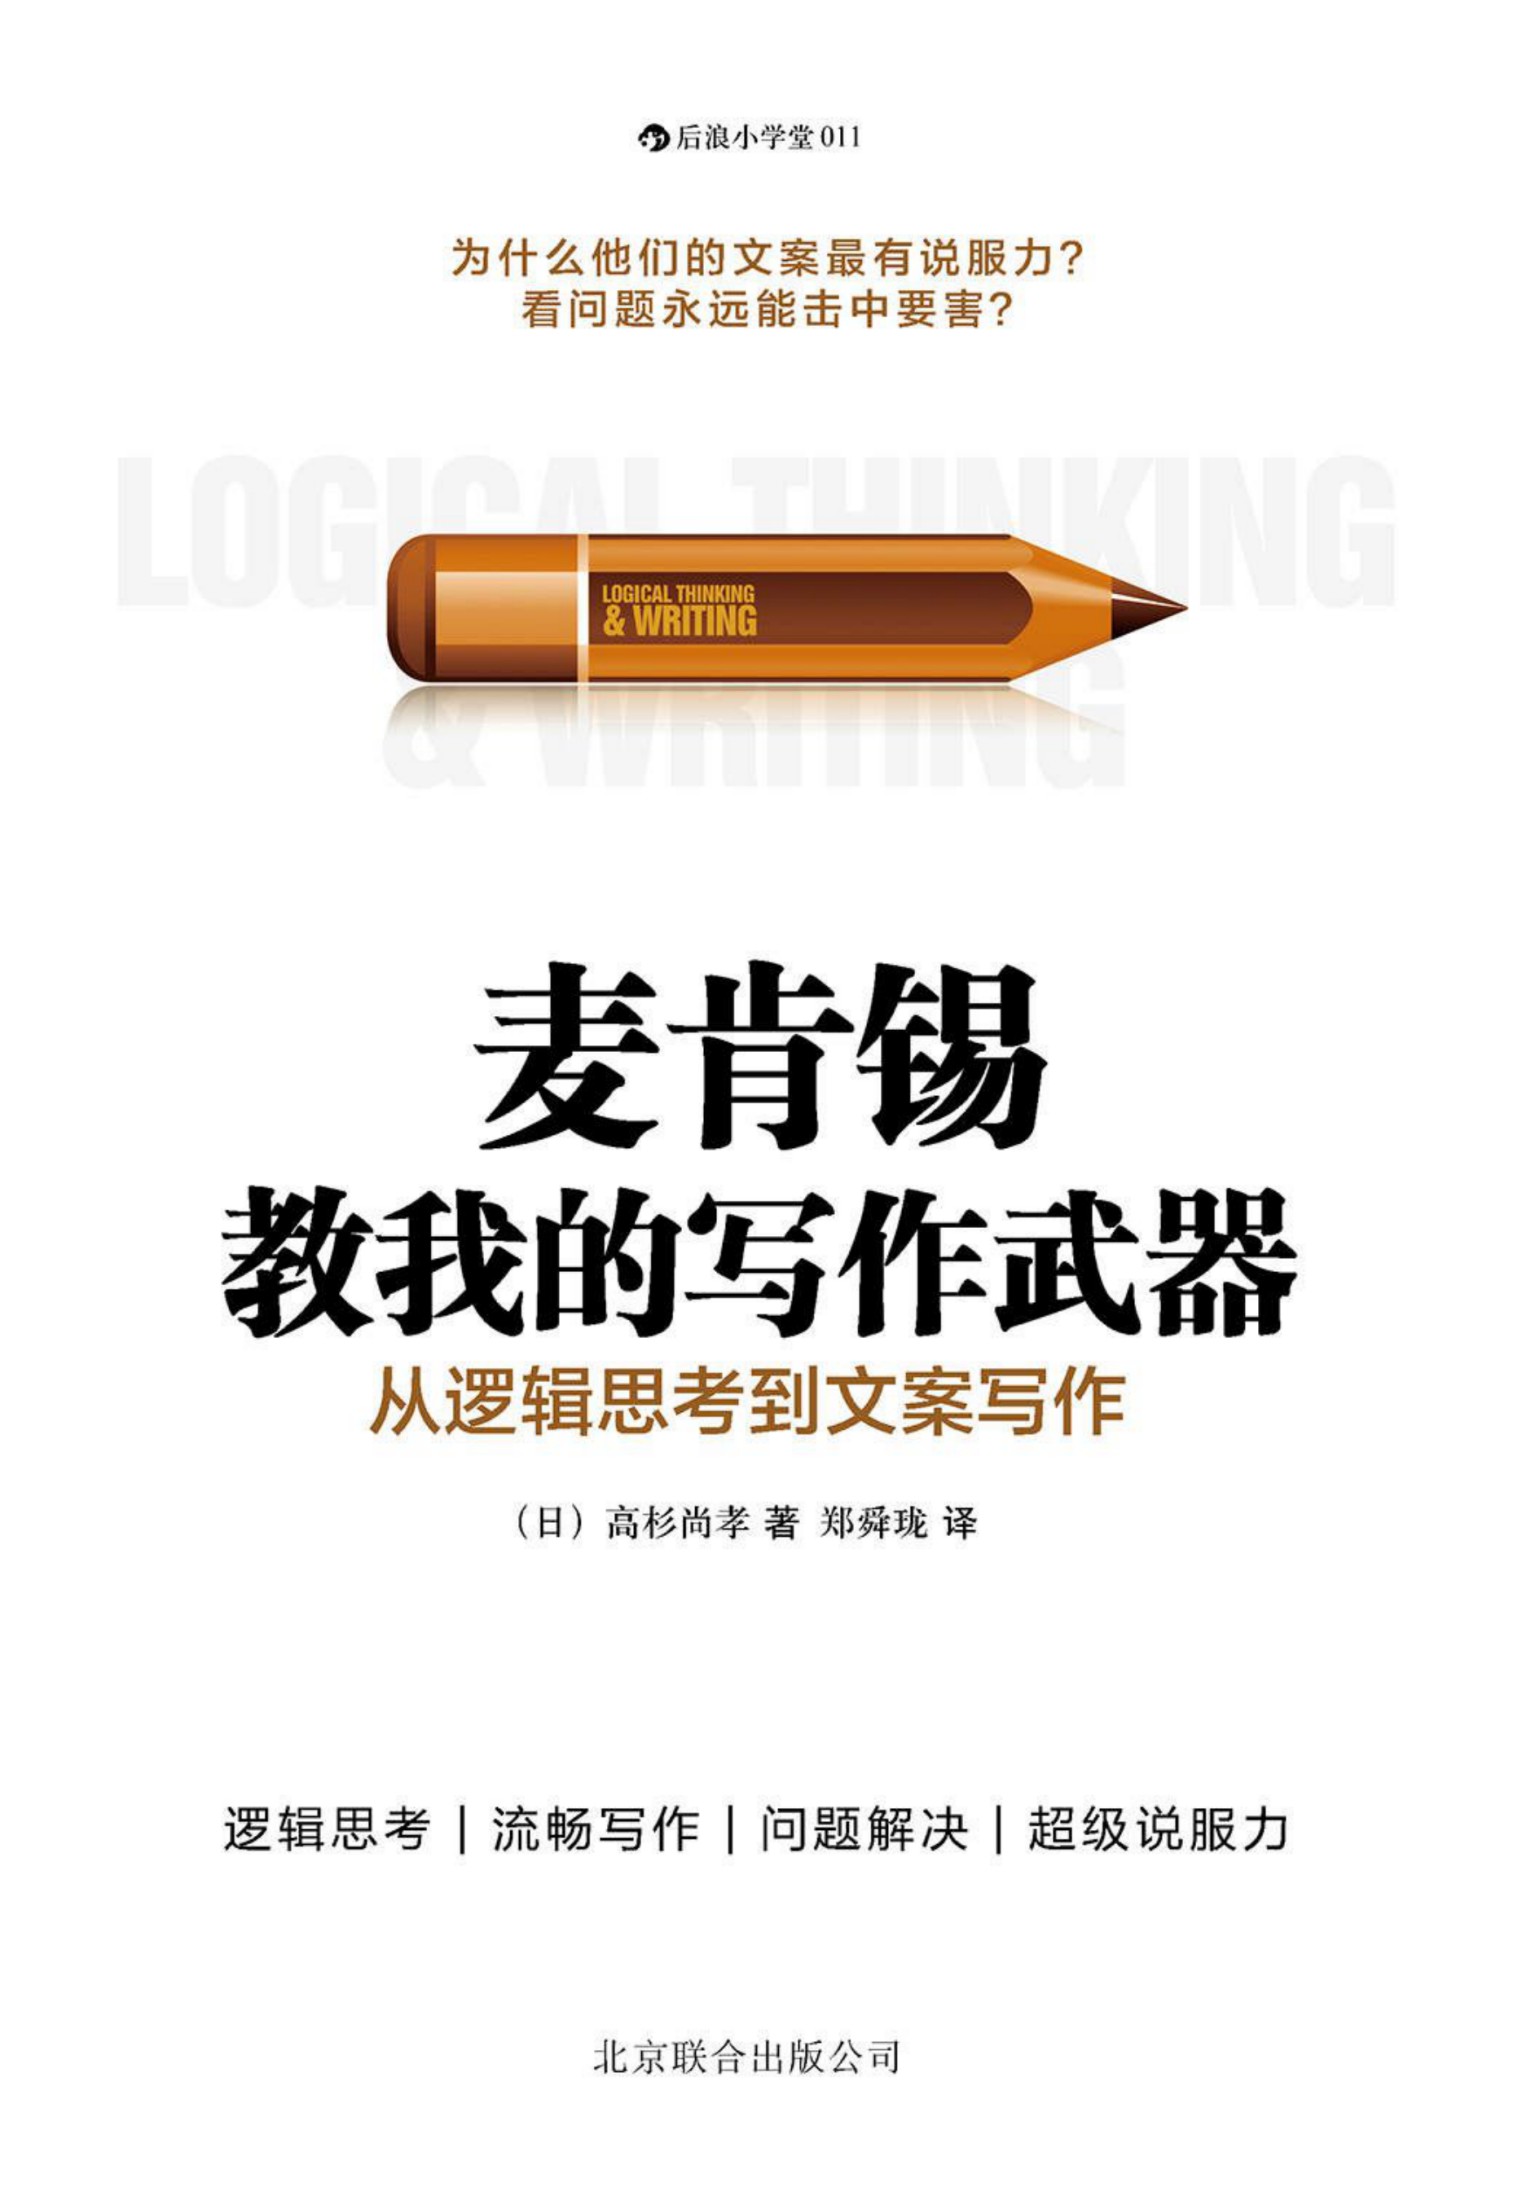 后浪小学堂011
为什么他们的文案最有说服力？
看问题永远能击中要害？
LOGICAL THINKING
& WRITING
LOGICAL THINKING
& WRITING
麦肯锡
教我的写作武器
从逻辑思考到文案写作
（日）高杉尚孝 著 郑舜珑 译
逻辑思考｜流畅写作｜问题解决｜超级说服力
北京联合出版公司